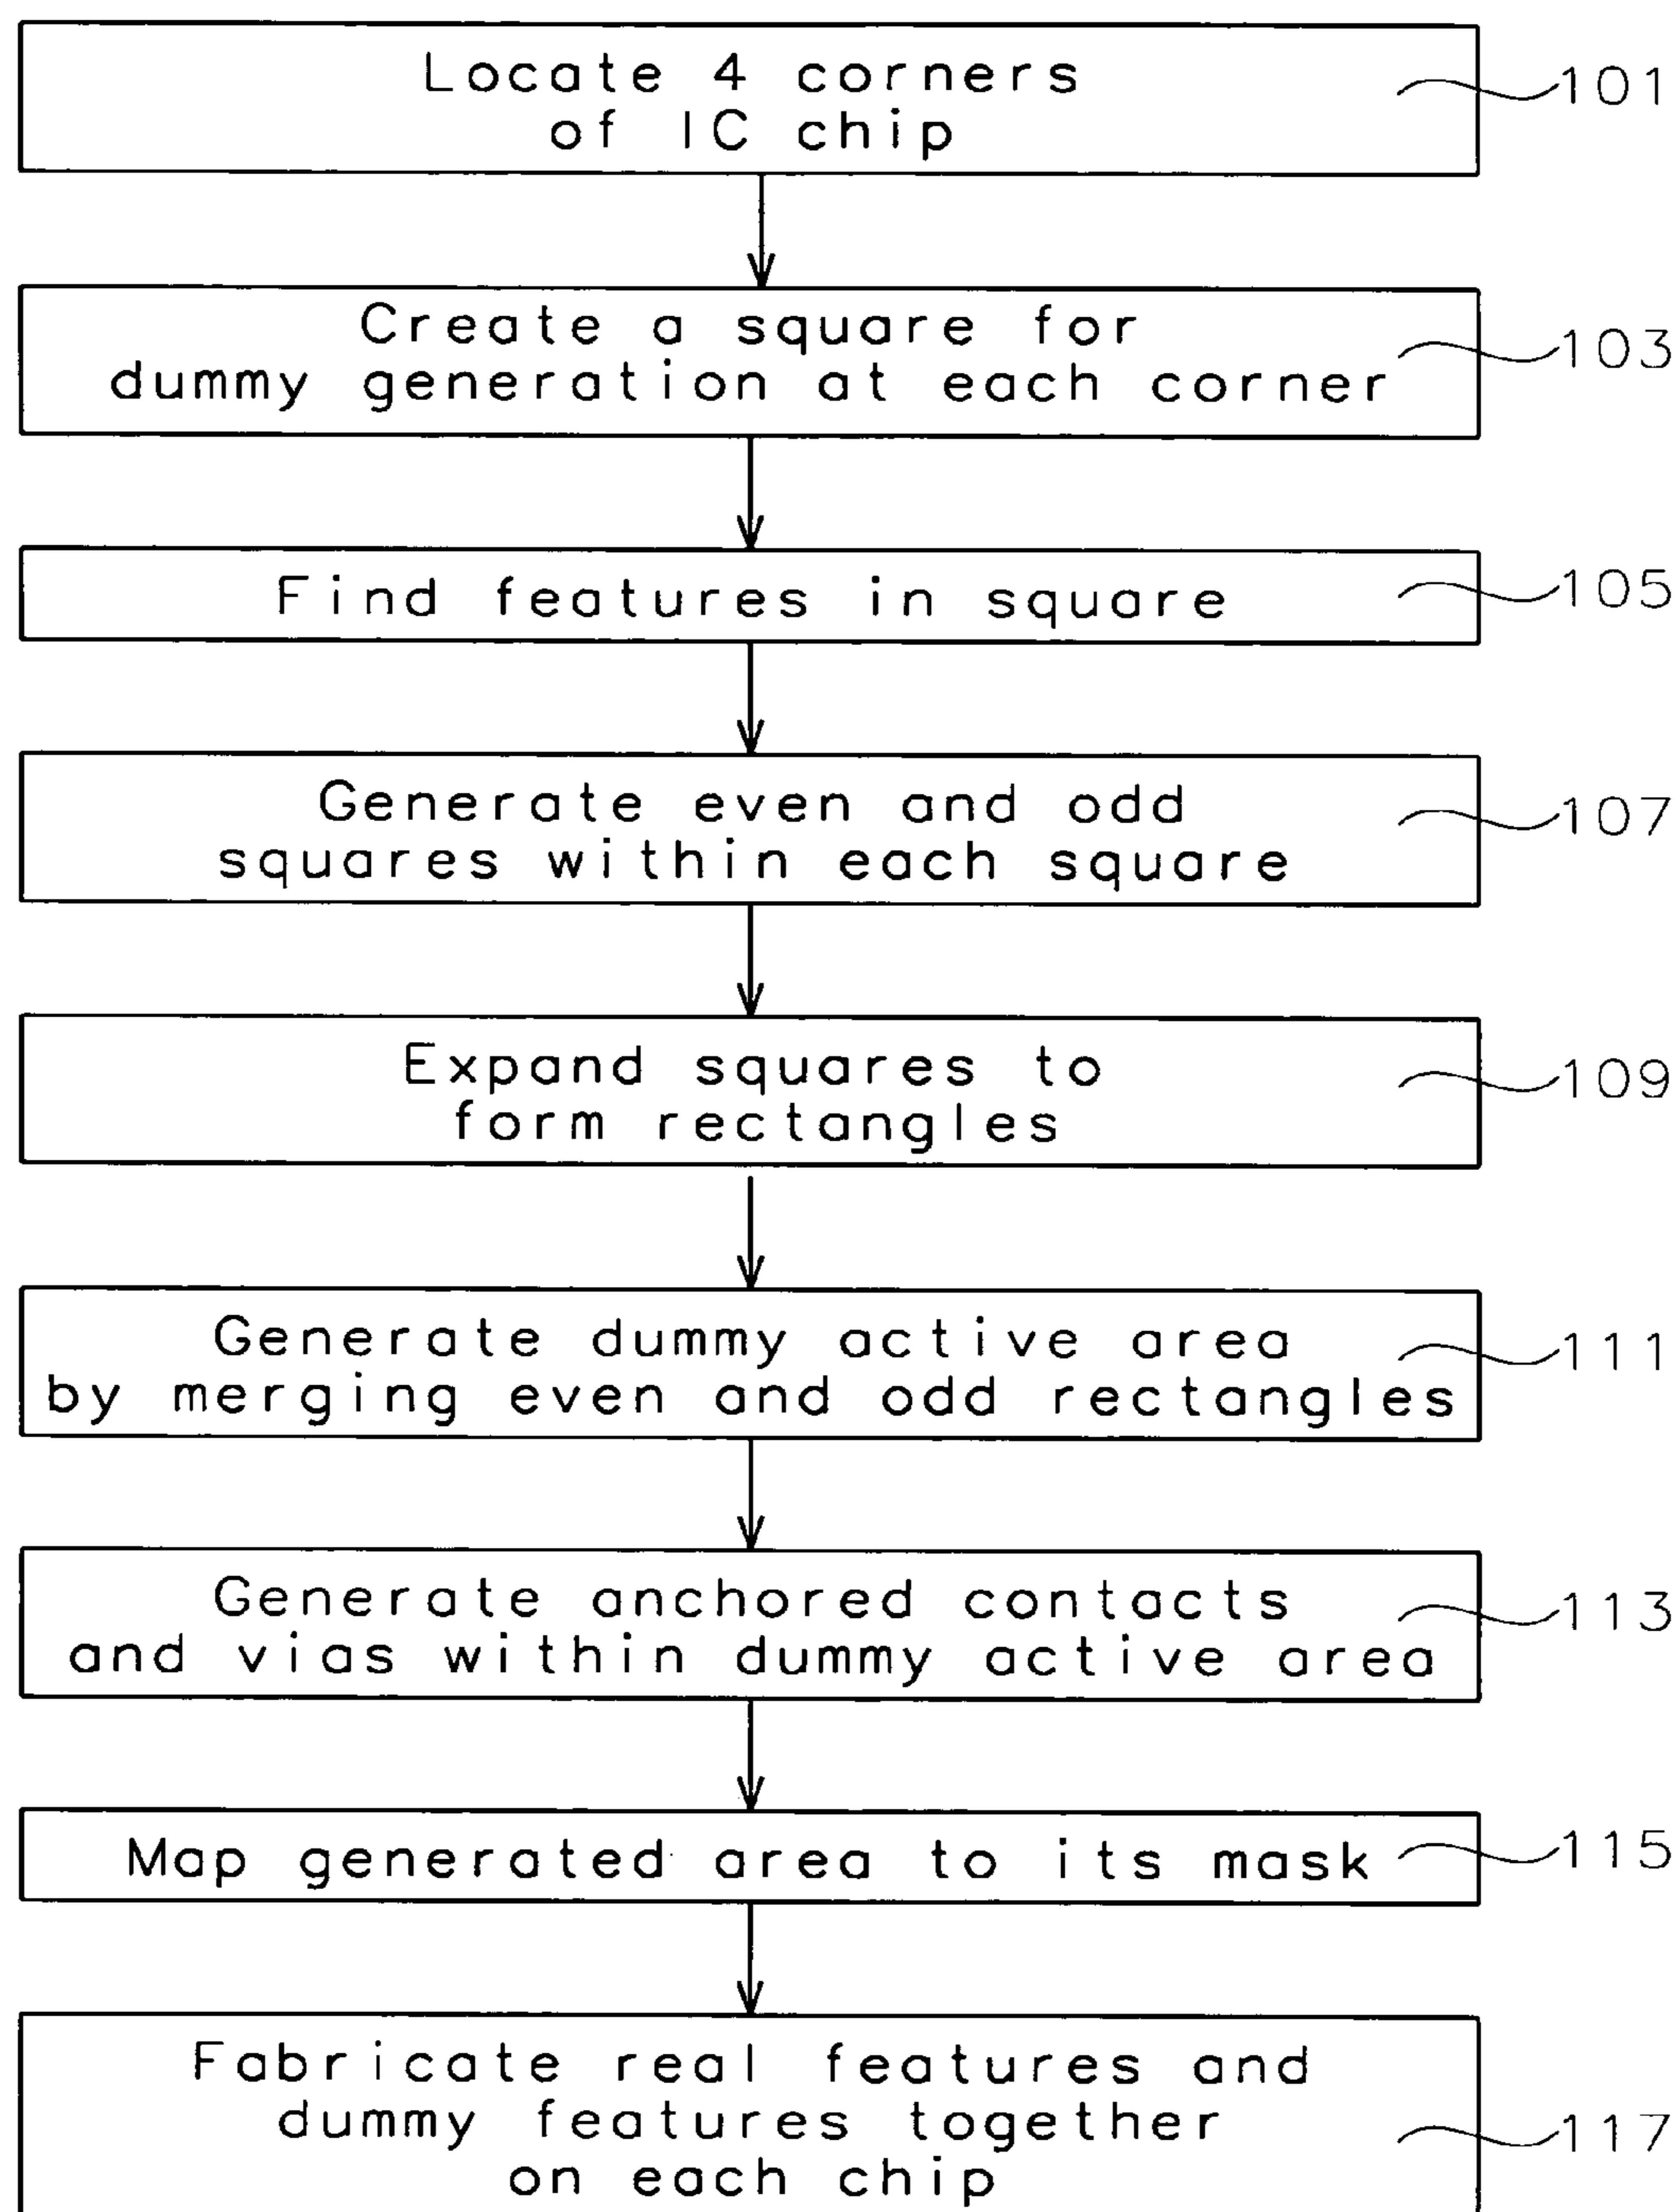 Locate 4 corners
of IC chip
101
Create a square for
dummy generation at each corner
103
Find features in square
105
Generate even and odd
squares within each square
107
Expand squares to
form rectangles
109
Generate dummy active area
by merging even and odd rectangles
111
Generate anchored contacts
and vias within dummy active area
113
Map generated area to its mask
115
Fabricate real features and
dummy features together
on each chip
117